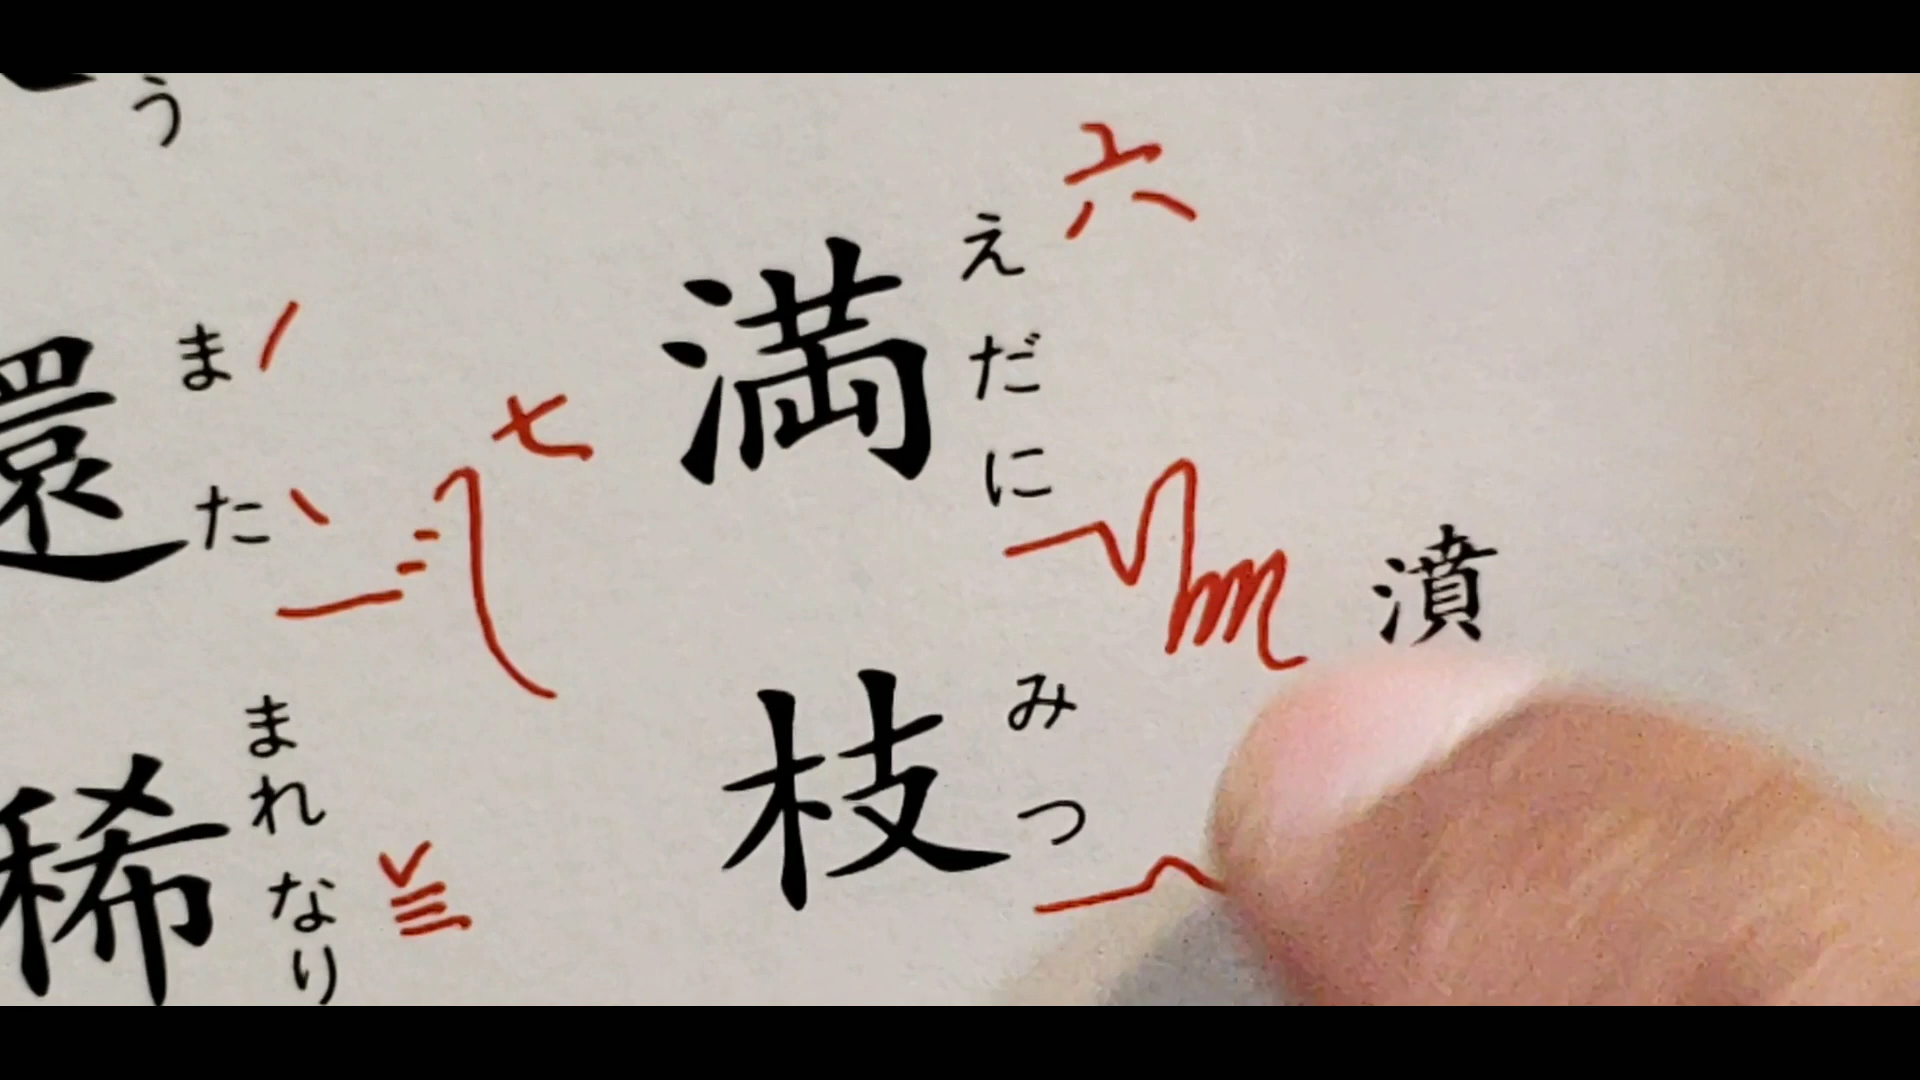 濆
六
えだに みつ
満枝
七
う また まれなり
還稀